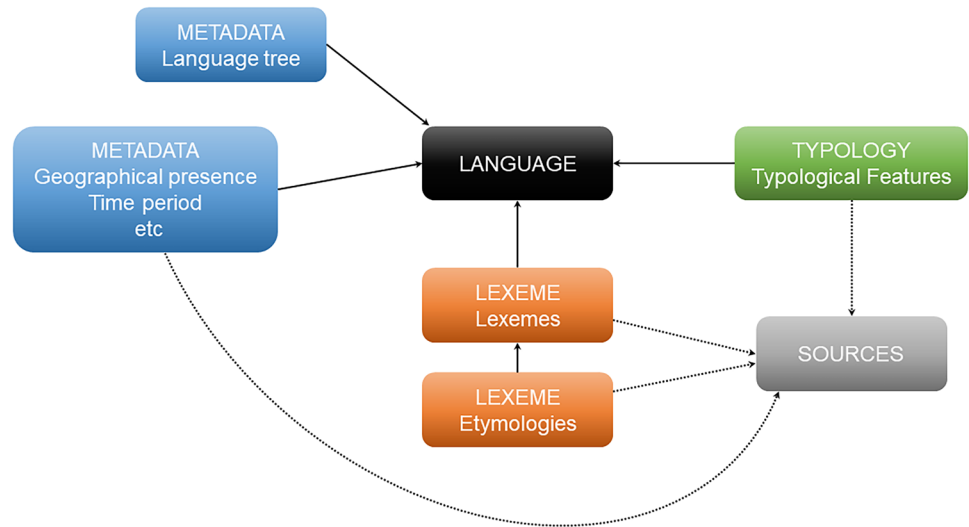 METADATA
Language tree
METADATA
Geographical presence
Time period
etc
LANGUAGE
TYPOLOGY
Typological Features
LEXEME
Lexemes
SOURCES
LEXEME
Etymologies